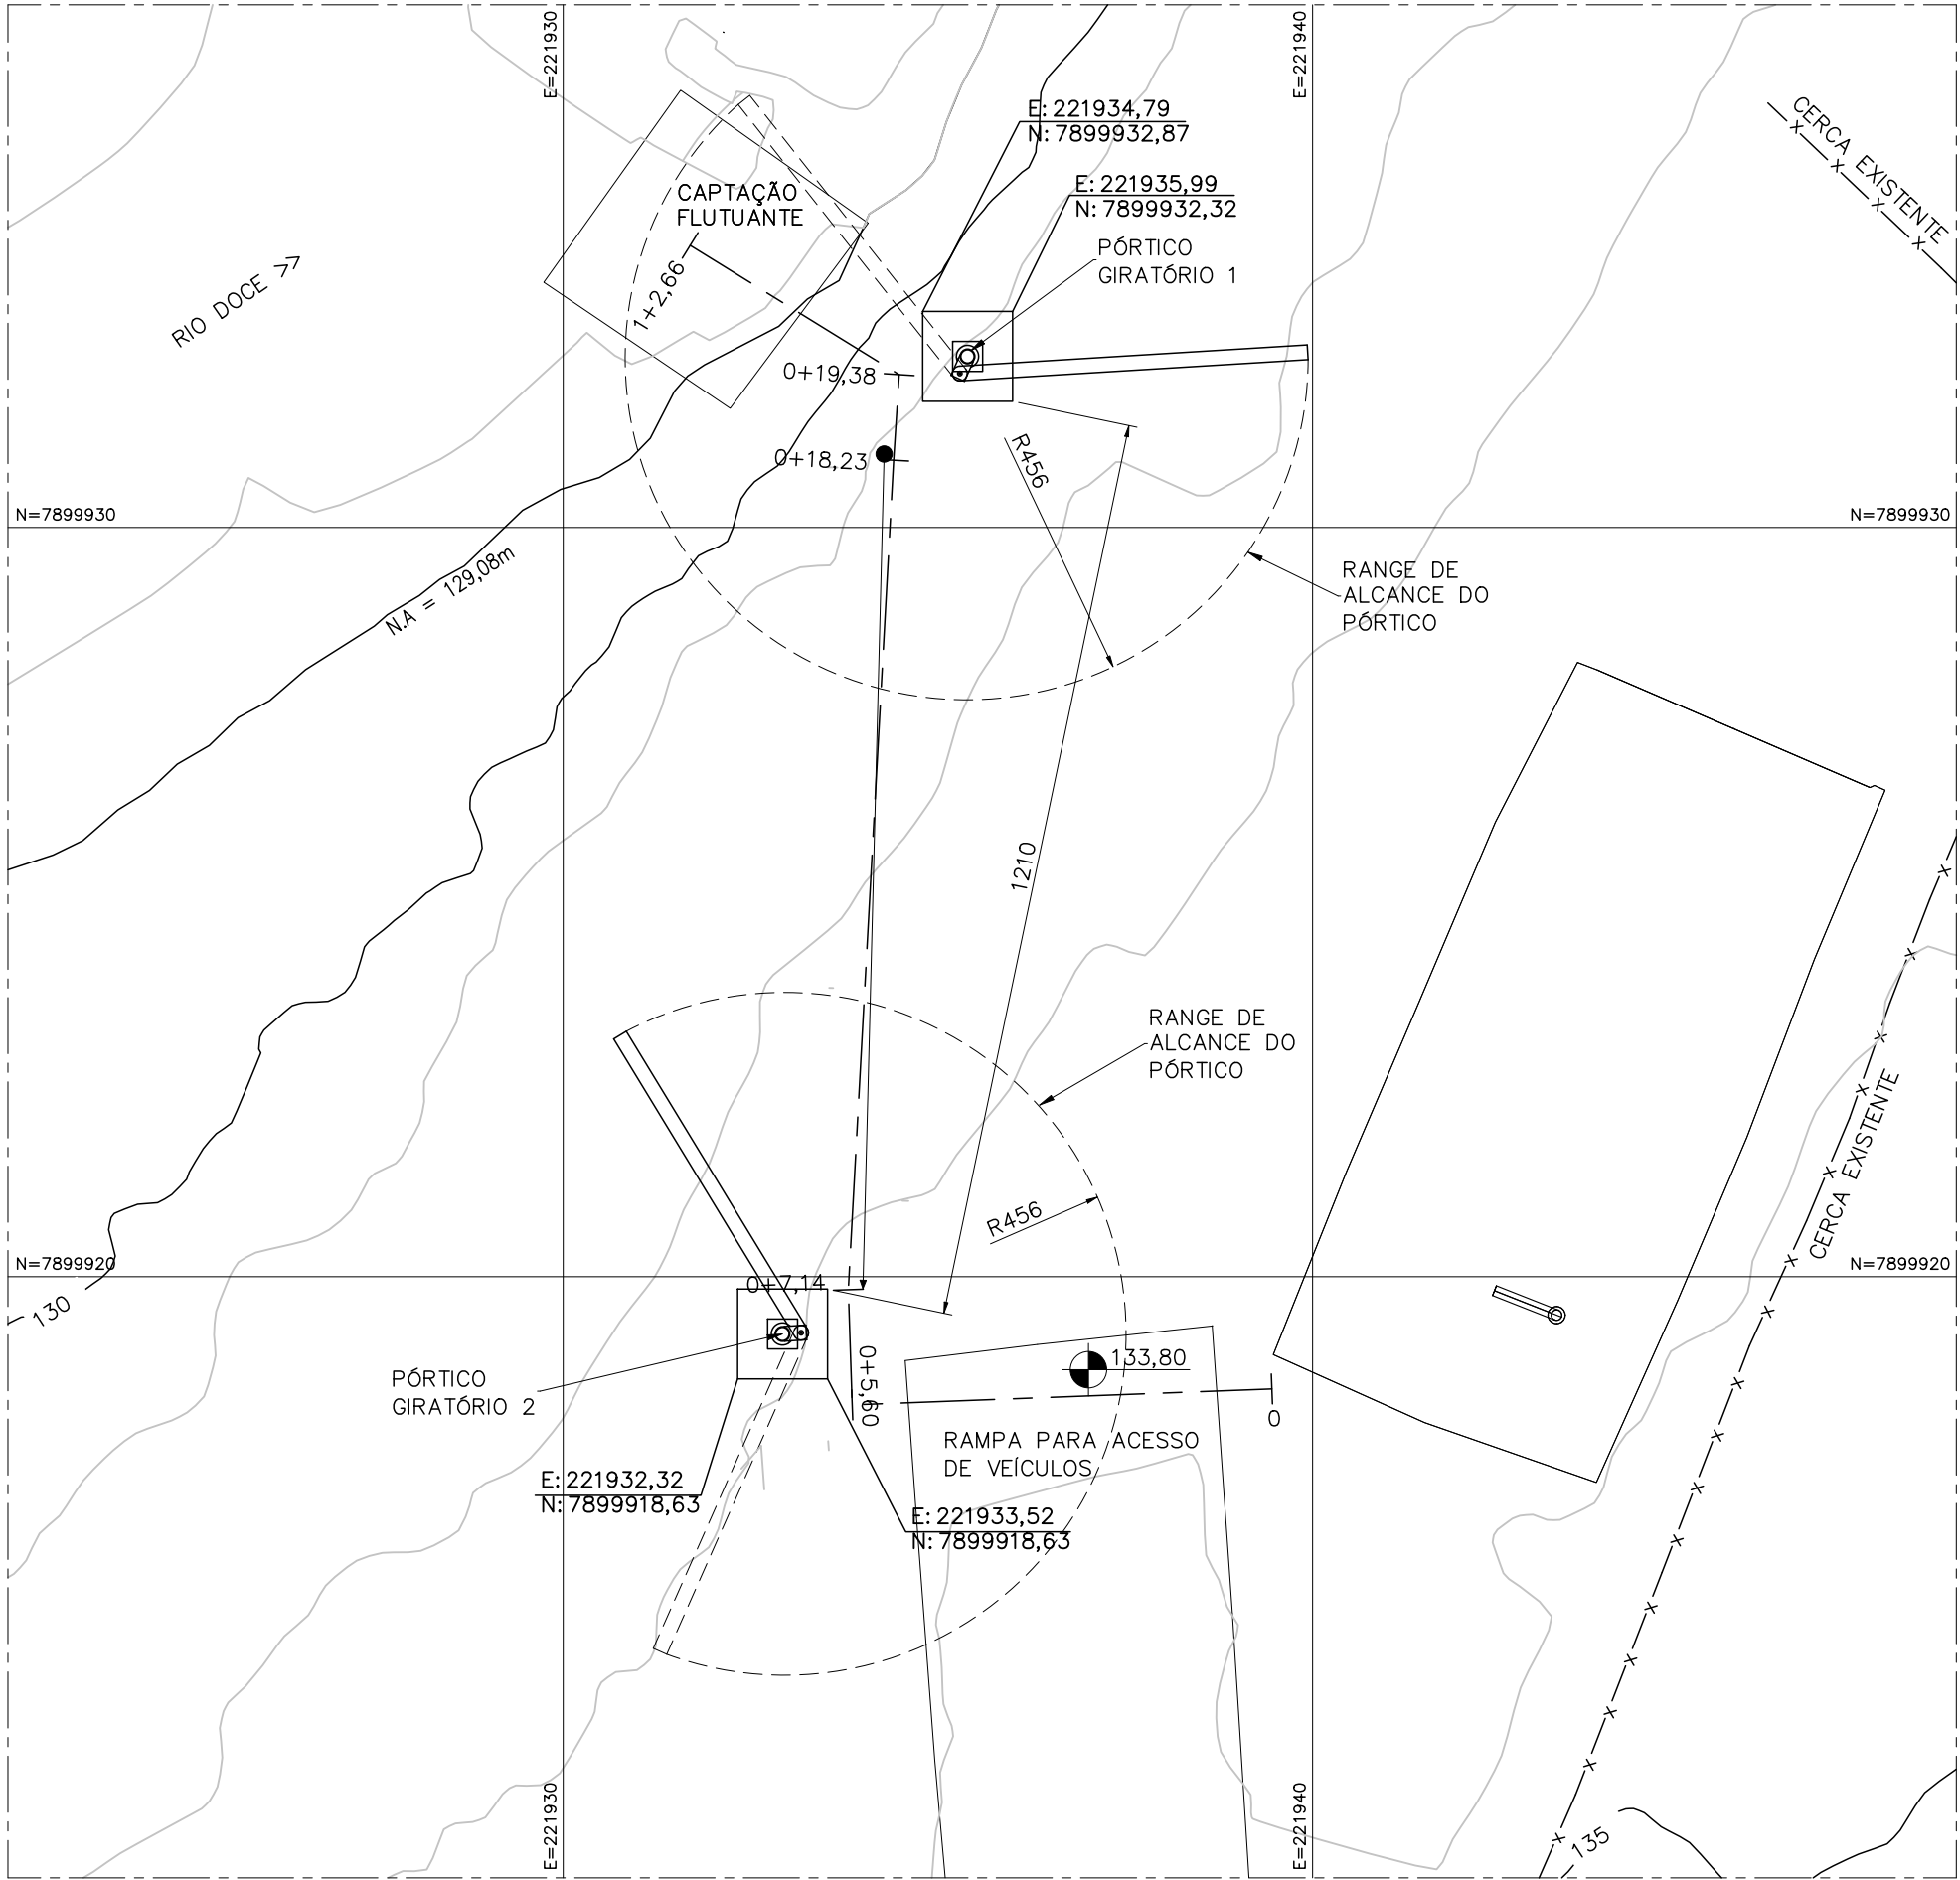 E=221930
E=221940
E: 221934,79
N: 7899932,87
CERCA EXISTENTE
E: 221935,99
N: 7899932,32
CAPTAÇÃO
FLUTUANTE
PÓRTICO
GIRATÓRIO 1
RIO DOCE >>
1+2,66
0+19,38
0+18,23
R456
N=7899930
N=7899930
N.A = 129,08m
RANGE DE
ALCANCE DO
PÓRTICO
1210
RANGE DE
ALCANCE DO
PÓRTICO
CERCA EXISTENTE
R456
N=7899920
N=7899920
0+7,14
130
133,80
0+5,60
PÓRTICO
GIRATÓRIO 2
0
RAMPA PARA ACESSO
DE VEÍCULOS
E: 221932,32
N: 7899918,63
E: 221933,52
N: 7899918,63
E=221930
E=221940
135